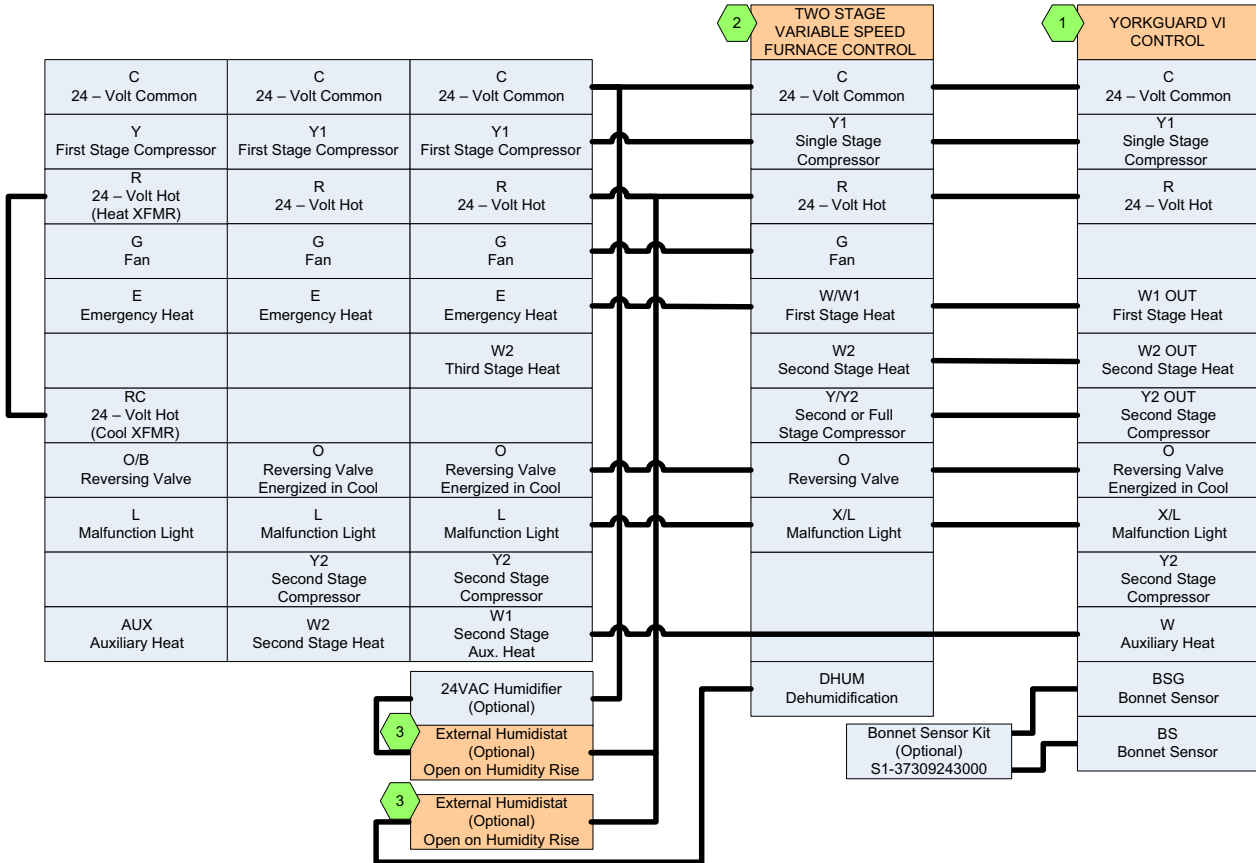 2
TWO STAGE
VARIABLE SPEED
FURNACE CONTROL
1
YORKGUARD VI
CONTROL
C
24 – Volt Common
C
24 – Volt Common
C
24 – Volt Common
C
24 – Volt Common
C
24 – Volt Common
Y
First Stage Compressor
Y1
First Stage Compressor
Y1
First Stage Compressor
Y1
Single Stage
Compressor
Y1
Single Stage
Compressor
R
24 – Volt Hot
(Heat XFMR)
R
24 – Volt Hot
R
24 – Volt Hot
R
24 – Volt Hot
R
24 – Volt Hot
G
Fan
G
Fan
G
Fan
G
Fan
E
Emergency Heat
E
Emergency Heat
E
Emergency Heat
W/W1
First Stage Heat
W1 OUT
First Stage Heat
W2
Third Stage Heat
W2
Second Stage Heat
W2 OUT
Second Stage Heat
RC
24 – Volt Hot
(Cool XFMR)
Y/Y2
Second or Full
Stage Compressor
Y2 OUT
Second Stage
Compressor
O/B
Reversing Valve
O
Reversing Valve
Energized in Cool
O
Reversing Valve
Energized in Cool
O
Reversing Valve
O
Reversing Valve
Energized in Cool
L
Malfunction Light
L
Malfunction Light
L
Malfunction Light
X/L
Malfunction Light
X/L
Malfunction Light
Y2
Second Stage
Compressor
Y2
Second Stage
Compressor
Y2
Second Stage
Compressor
AUX
Auxiliary Heat
W2
Second Stage Heat
W1
Second Stage
Aux. Heat
W
Auxiliary Heat
24VAC Humidifier
(Optional)
DHUM
Dehumidification
BSG
Bonnet Sensor
3
External Humidistat
(Optional)
Open on Humidity Rise
Bonnet Sensor Kit
(Optional)
S1-37309243000
BS
Bonnet Sensor
3
External Humidistat
(Optional)
Open on Humidity Rise